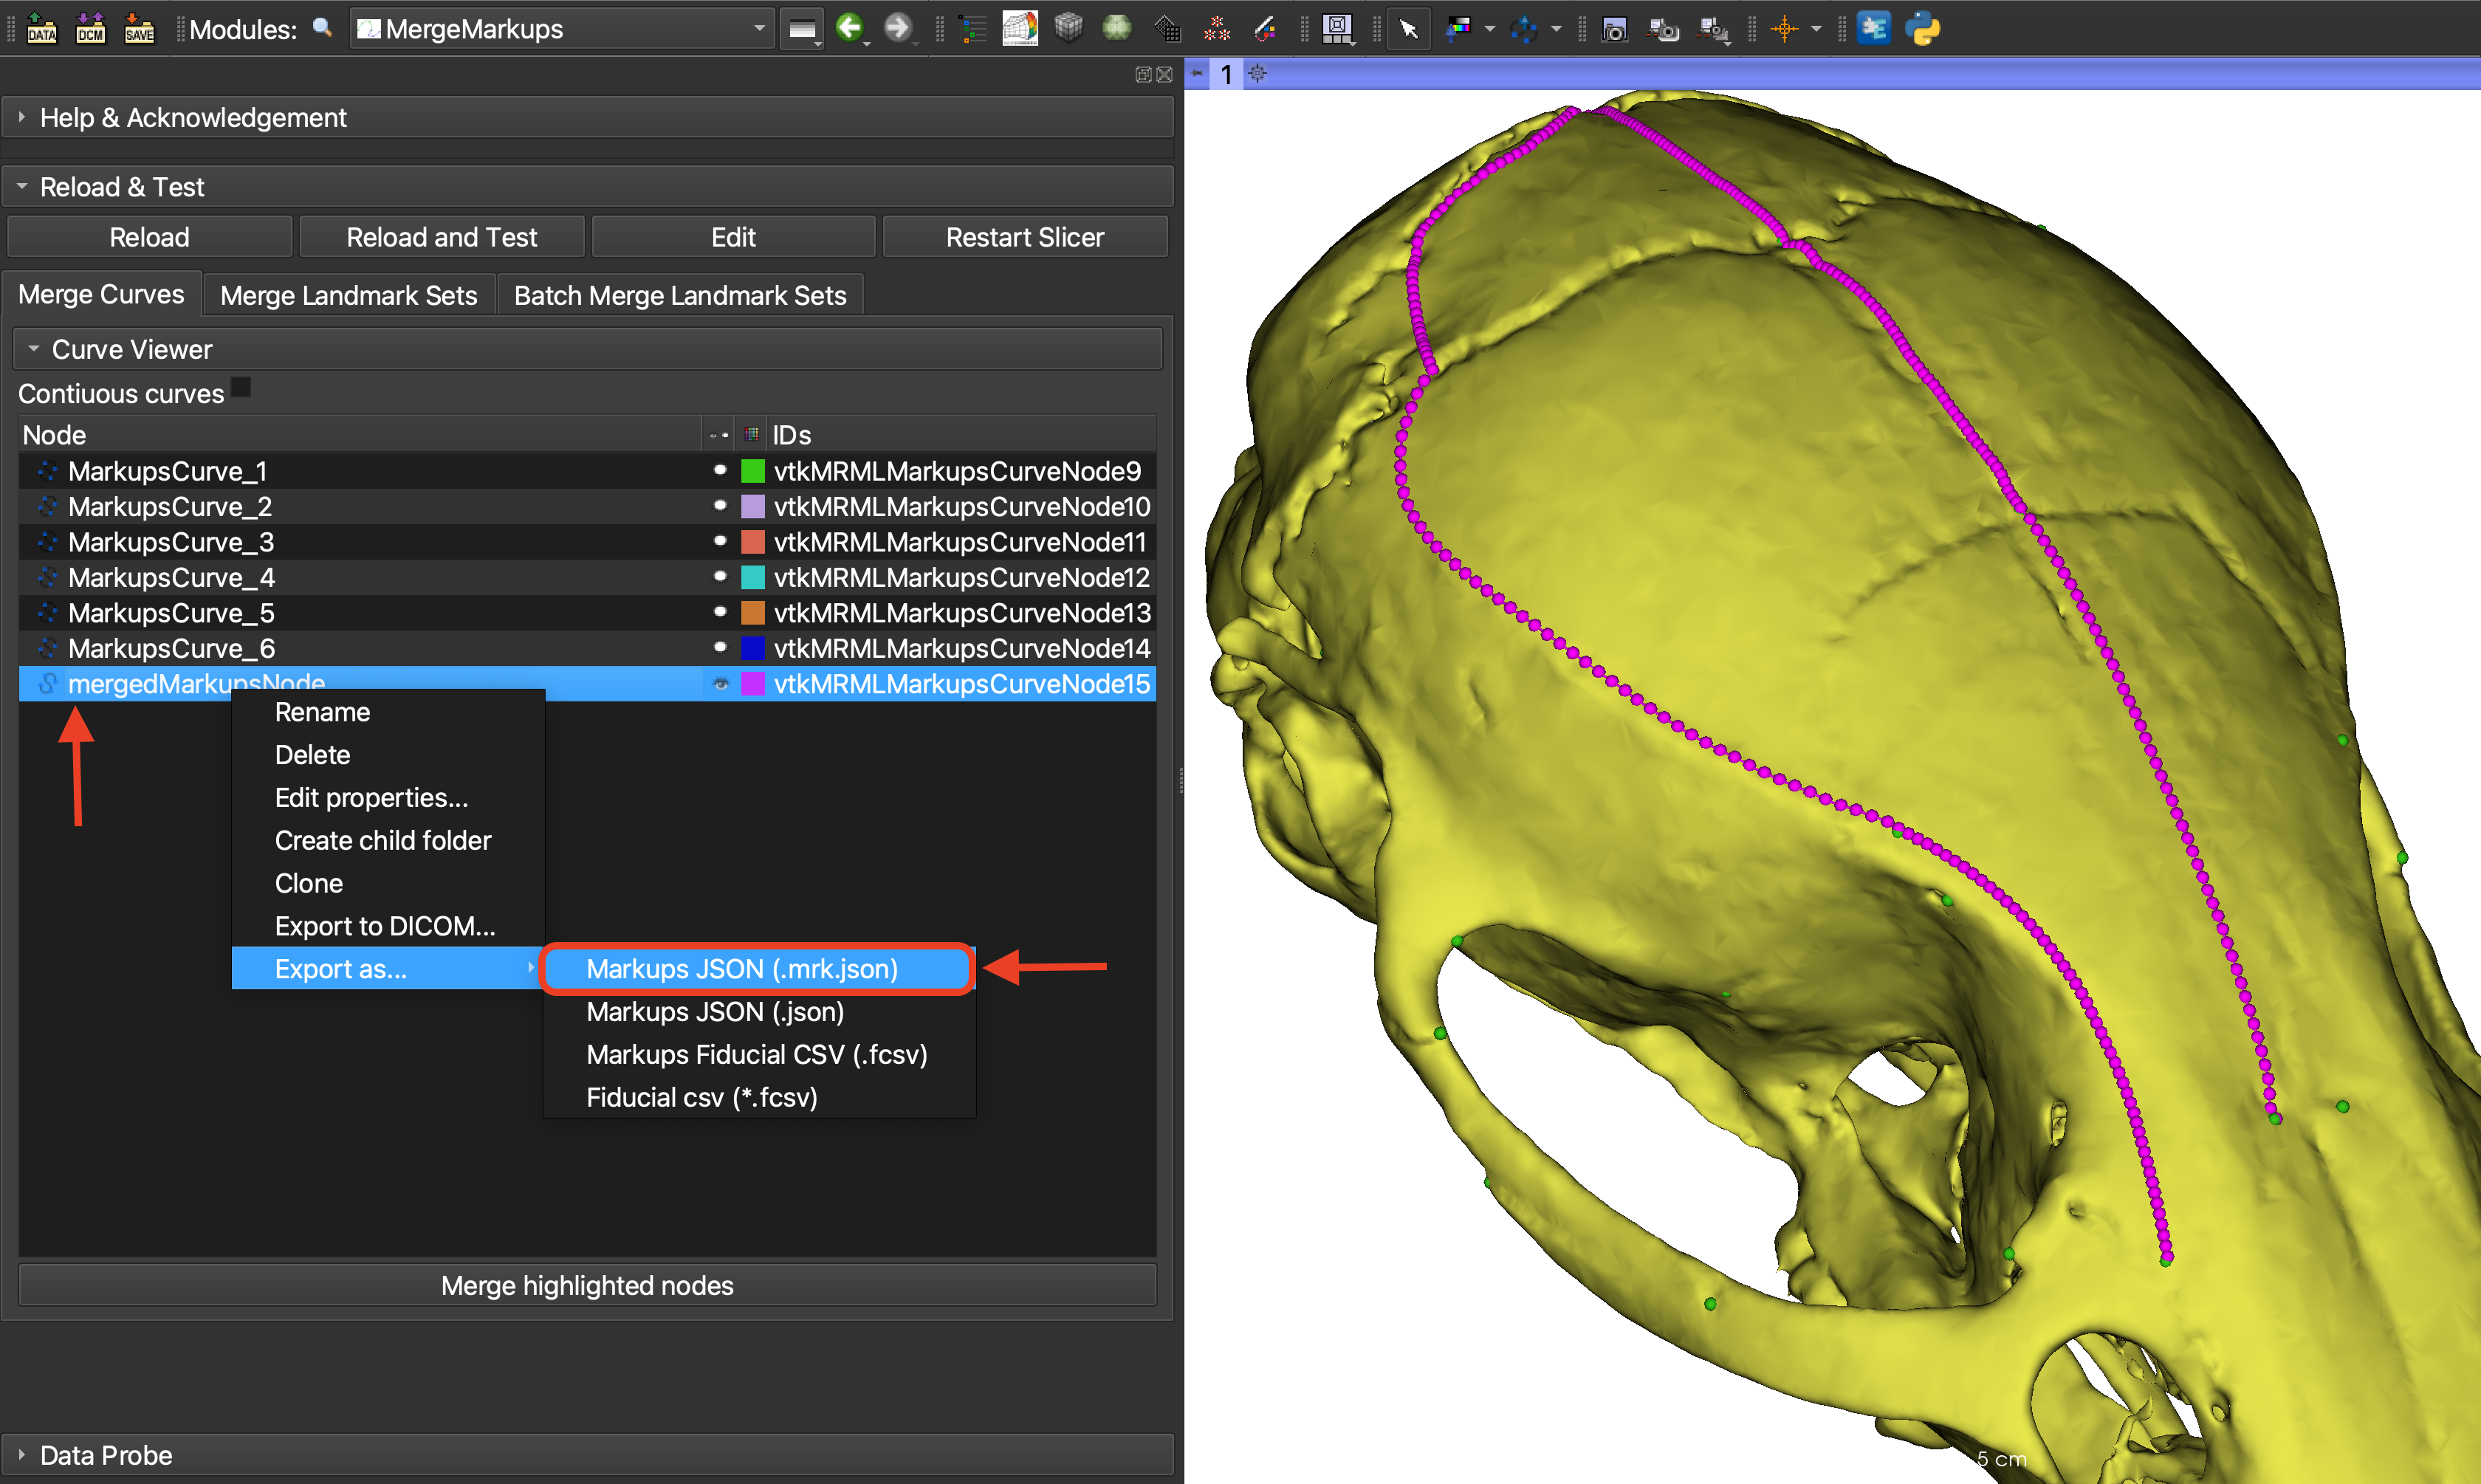 DATA DCM SAVE Modules: MergeMarkups
1
Help & Acknowledgement
Reload & Test
Reload Reload and Test Edit Restart Slicer
Merge Curves Merge Landmark Sets Batch Merge Landmark Sets
Curve Viewer
Contiuous curves
Node IDs
MarkupsCurve_1 vtkMRMLMarkupsCurveNode9
MarkupsCurve_2 vtkMRMLMarkupsCurveNode10
MarkupsCurve_3 vtkMRMLMarkupsCurveNode11
MarkupsCurve_4 vtkMRMLMarkupsCurveNode12
MarkupsCurve_5 vtkMRMLMarkupsCurveNode13
MarkupsCurve_6 vtkMRMLMarkupsCurveNode14
mergedMarkupsNode vtkMRMLMarkupsCurveNode15
Rename
Delete
Edit properties...
Create child folder
Clone
Export to DICOM...
Export as... Markups JSON (.mrk.json)
Markups JSON (.json)
Markups Fiducial CSV (.fcsv)
Fiducial csv (*.fcsv)
Merge highlighted nodes
Data Probe
5 cm